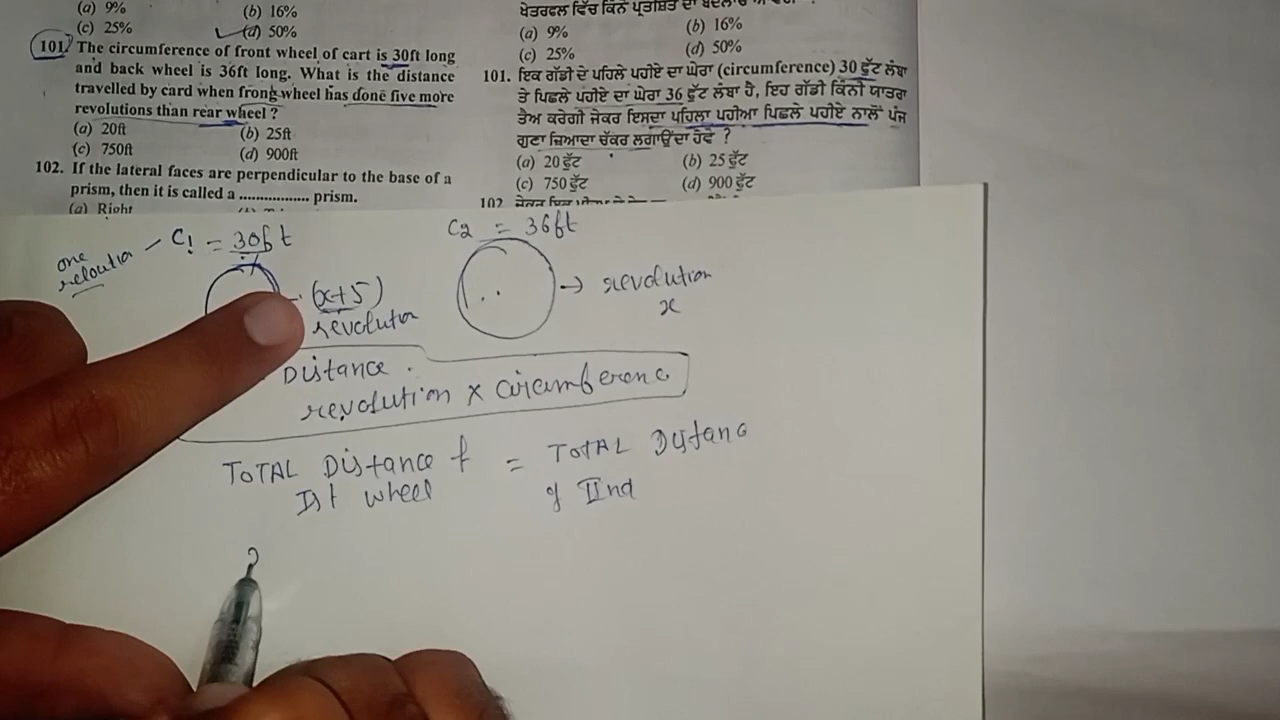 (a) 9%
(b) 16%
(c) 25%
(d) 50%
101. The circumference of front wheel of cart is 30ft long
and back wheel is 36ft long. What is the distance
travelled by card when frong wheel has done five more
revolutions than rear wheel ?
(a) 20ft
(b) 25ft
(c) 750ft
(d) 900ft
102. If the lateral faces are perpendicular to the base of a
prism, then it is called a ................. prism.
(a) Right
(a) 9%
(b) 16%
(c) 25%
(d) 50%
101. ਇਕ ਗੱਡੀ ਦੇ ਪਹਿਲੇ ਪਹੀਏ ਦਾ ਘੇਰਾ (circumference) 30 ਫੁੱਟ ਲੰਬਾ
ਤੇ ਪਿਛਲੇ ਪਹੀਏ ਦਾ ਘੇਰਾ 36 ਫੁੱਟ ਲੰਬਾ ਹੈ, ਇਹ ਗੱਡੀ ਕਿੰਨੀ ਯਾਤਰਾ
ਤੈਅ ਕਰੇਗੀ ਜੇਕਰ ਇਸਦਾ ਪਹਿਲਾ ਪਹੀਆ ਪਿਛਲੇ ਪਹੀਏ ਨਾਲੋਂ ਪੰਜ
ਗੁਣਾ ਜ਼ਿਆਦਾ ਚੱਕਰ ਲਗਾਉਂਦਾ ਹੋਵੇ ?
(a) 20 ਫੁੱਟ
(b) 25 ਫੁੱਟ
(c) 750 ਫੁੱਟ
(d) 900 ਫੁੱਟ
102.
one – C1 = 30ft
C2 = 36ft
(x+5)
→ revolution
x
Distance
revolution × circumference
TOTAL Distance of = TOTAL Distanc
Ist wheel
of IInd